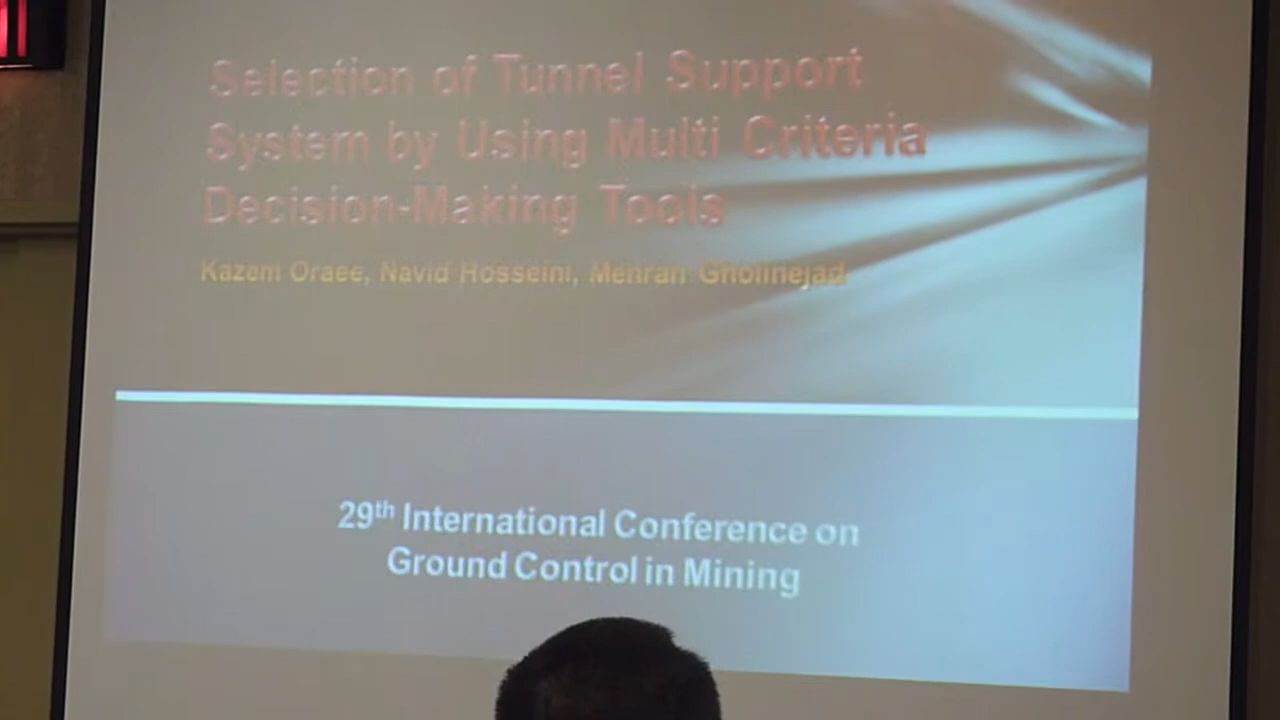 Selection of Tunnel Support
System by Using Multi Criteria
Decision-Making Tools
Kazem Oraee, Navid Hosseini, Mehran Gholinejad
29th International Conference on
Ground Control in Mining